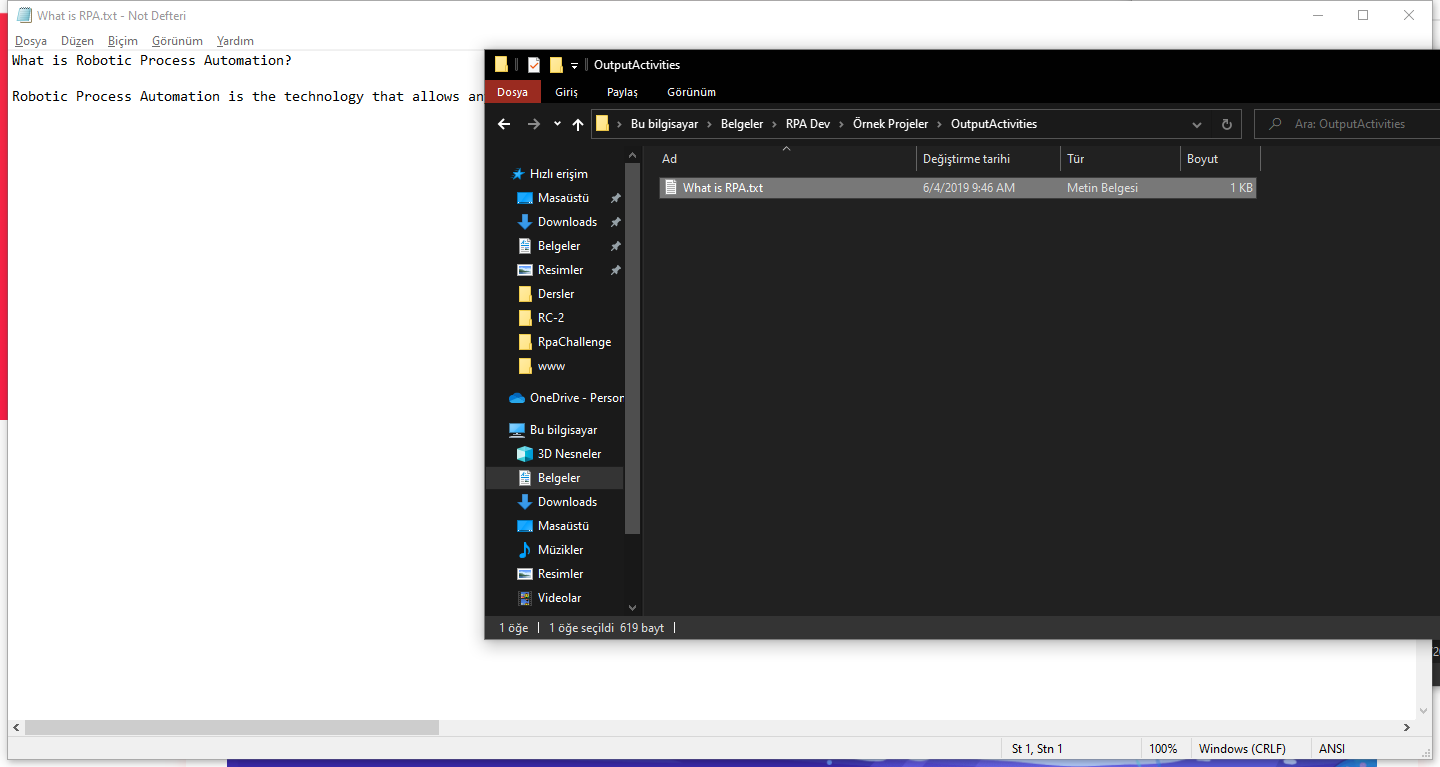 What is RPA.txt - Not Defteri
Dosya Düzen Biçim Görünüm Yardım
What is Robotic Process Automation?
Robotic Process Automation is the technology that allows an
OutputActivities
Dosya Giriş Paylaş Görünüm
Bu bilgisayar Belgeler RPA Dev Örnek Projeler OutputActivities
Ara: OutputActivities
Ad Değiştirme tarihi Tür Boyut
What is RPA.txt 6/4/2019 9:46 AM Metin Belgesi 1 KB
Hızlı erişim
Masaüstü
Downloads
Belgeler
Resimler
Dersler
RC-2
RpaChallenge
www
OneDrive - Person
Bu bilgisayar
3D Nesneler
Belgeler
Downloads
Masaüstü
Müzikler
Resimler
Videolar
1 öğe 1 öğe seçildi 619 bayt
St 1, Stn 1 100% Windows (CRLF) ANSI